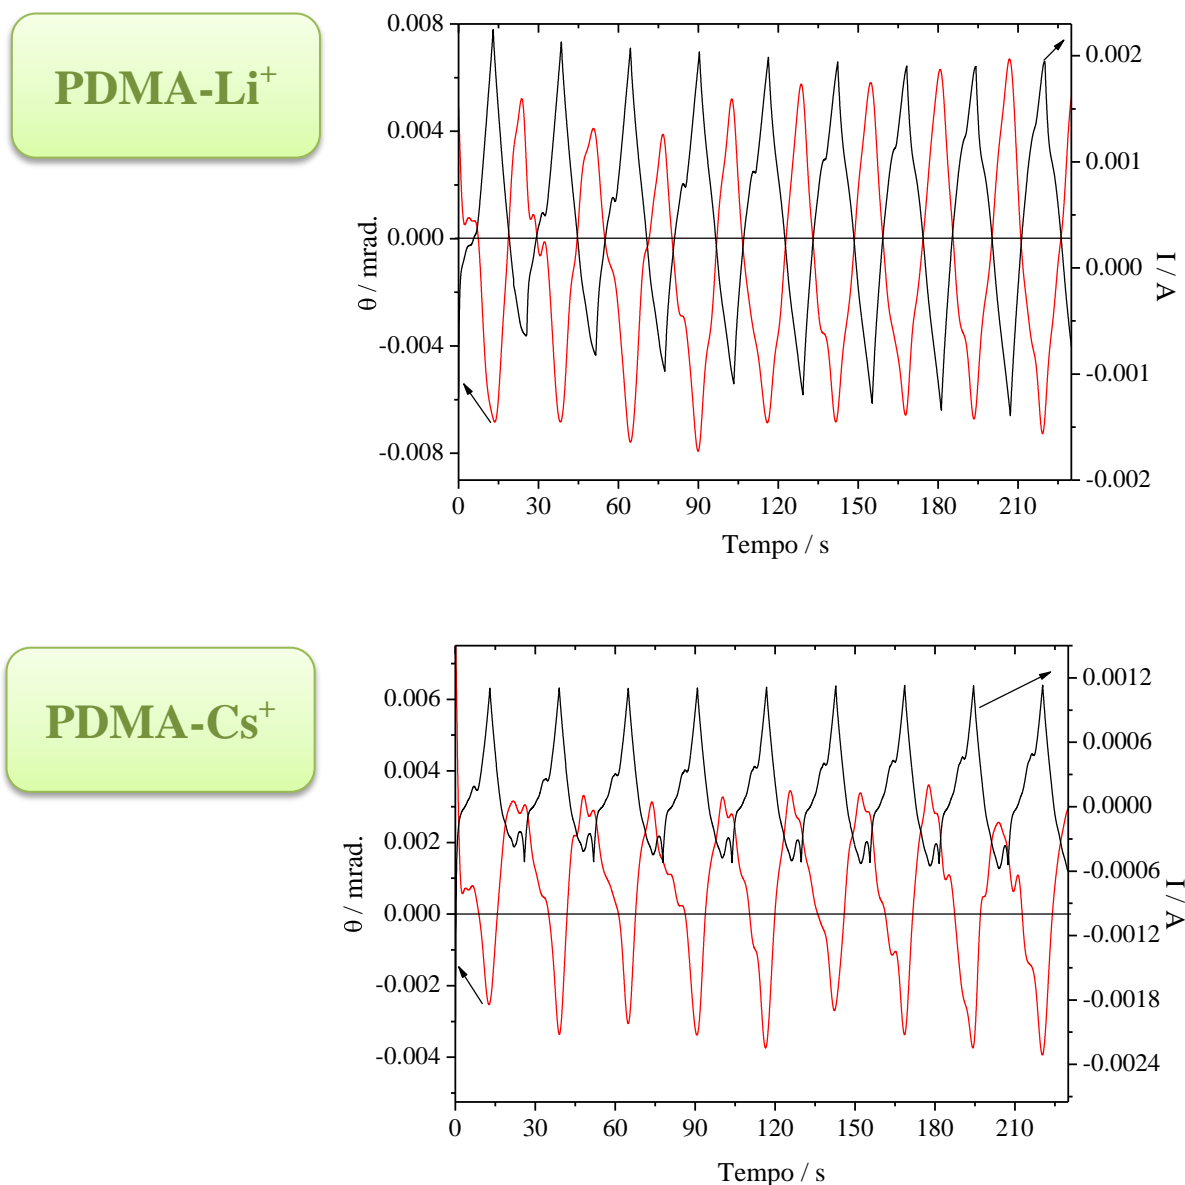 PDMA-Li⁺
0.008
0.004
0.000
-0.004
-0.008
θ / mrad.
0.002
0.001
0.000
-0.001
-0.002
I / A
0 30 60 90 120 150 180 210
Tempo / s
PDMA-Cs⁺
0.006
0.004
0.002
0.000
-0.002
-0.004
θ / mrad.
0.0012
0.0006
0.0000
-0.0006
-0.0012
-0.0018
-0.0024
I / A
0 30 60 90 120 150 180 210
Tempo / s